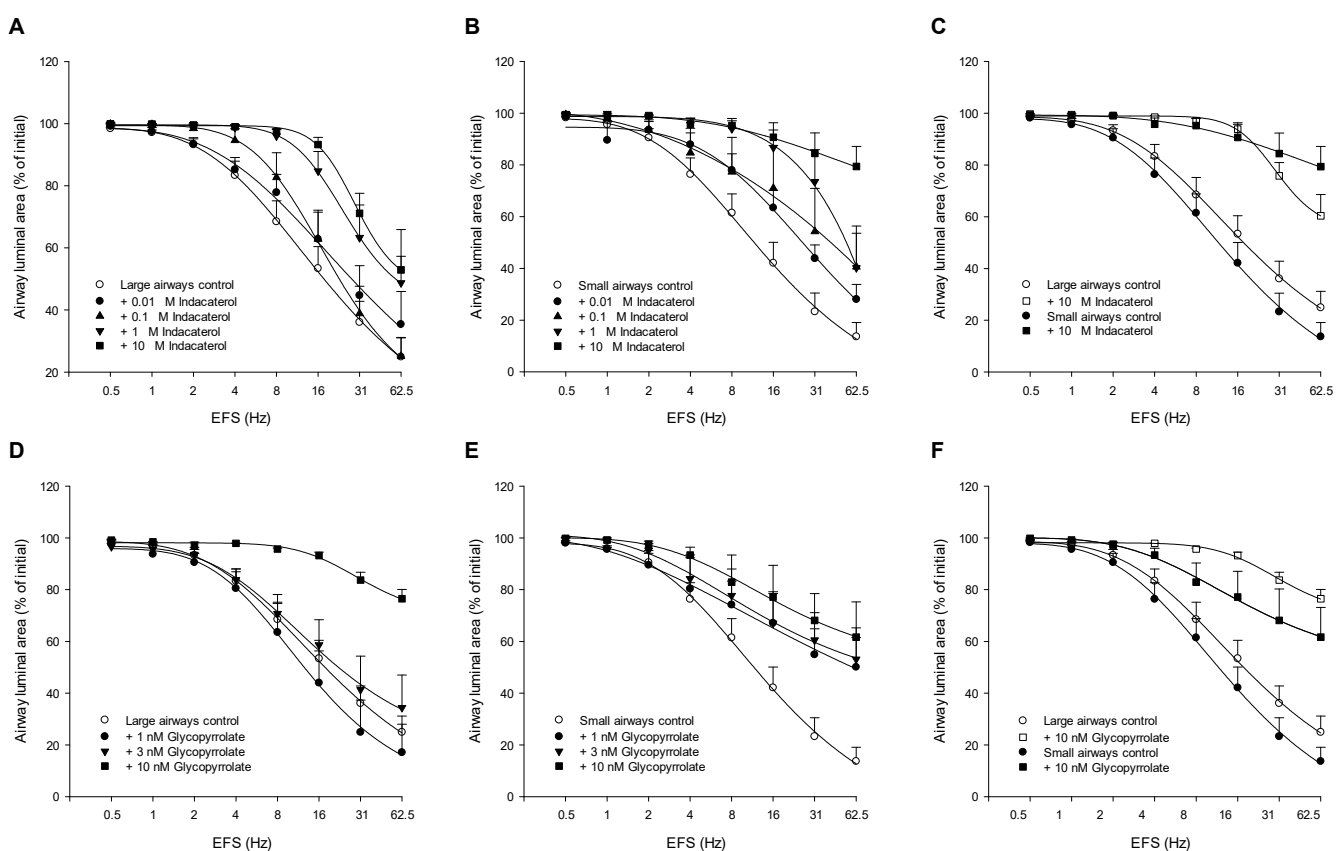 A
Airway luminal area (% of initial)
120
100
80
60
40
20
Large airways control
+ 0.01 M Indacaterol
+ 0.1 M Indacaterol
+ 1 M Indacaterol
+ 10 M Indacaterol
0.5 1 2 4 8 16 31 62.5
EFS (Hz)
B
Airway luminal area (% of initial)
120
100
80
60
40
20
0
Small airways control
+ 0.01 M Indacaterol
+ 0.1 M Indacaterol
+ 1 M Indacaterol
+ 10 M Indacaterol
0.5 1 2 4 8 16 31 62.5
EFS (Hz)
C
Airway luminal area (% of initial)
120
100
80
60
40
20
0
Large airways control
+ 10 M Indacaterol
Small airways control
+ 10 M Indacaterol
0.5 1 2 4 8 16 31 62.5
EFS (Hz)
D
Airway luminal area (% of initial)
120
100
80
60
40
20
0
Large airways control
+ 1 nM Glycopyrrolate
+ 3 nM Glycopyrrolate
+ 10 nM Glycopyrrolate
0.5 1 2 4 8 16 31 62.5
EFS (Hz)
E
Airway luminal area (% of initial)
120
100
80
60
40
20
0
Small airways control
+ 1 nM Glycopyrrolate
+ 3 nM Glycopyrrolate
+ 10 nM Glycopyrrolate
0.5 1 2 4 8 16 31 62.5
EFS (Hz)
F
Airway luminal area (% of initial)
120
100
80
60
40
20
0
Large airways control
+ 10 nM Glycopyrrolate
Small airways control
+ 10 nM Glycopyrrolate
0.5 1 2 4 8 16 31 62.5
EFS (Hz)